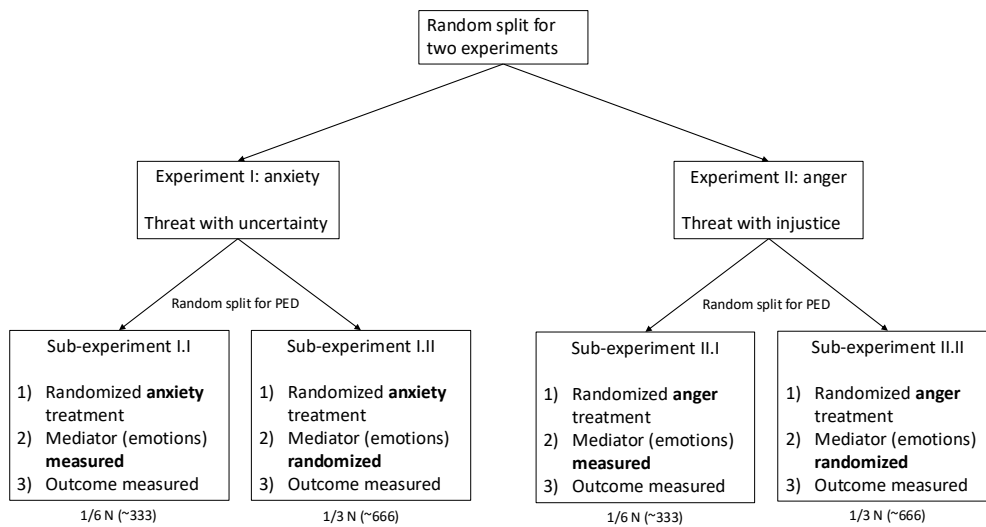 Random split for
two experiments
Experiment I: anxiety
Threat with uncertainty
Experiment II: anger
Threat with injustice
Random split for PED
Random split for PED
Sub-experiment I.I
1) Randomized anxiety
treatment
2) Mediator (emotions)
measured
3) Outcome measured
Sub-experiment I.II
1) Randomized anxiety
treatment
2) Mediator (emotions)
randomized
3) Outcome measured
Sub-experiment II.I
1) Randomized anger
treatment
2) Mediator (emotions)
measured
3) Outcome measured
Sub-experiment II.II
1) Randomized anger
treatment
2) Mediator (emotions)
randomized
3) Outcome measured
1/6 N (~333)
1/3 N (~666)
1/6 N (~333)
1/3 N (~666)